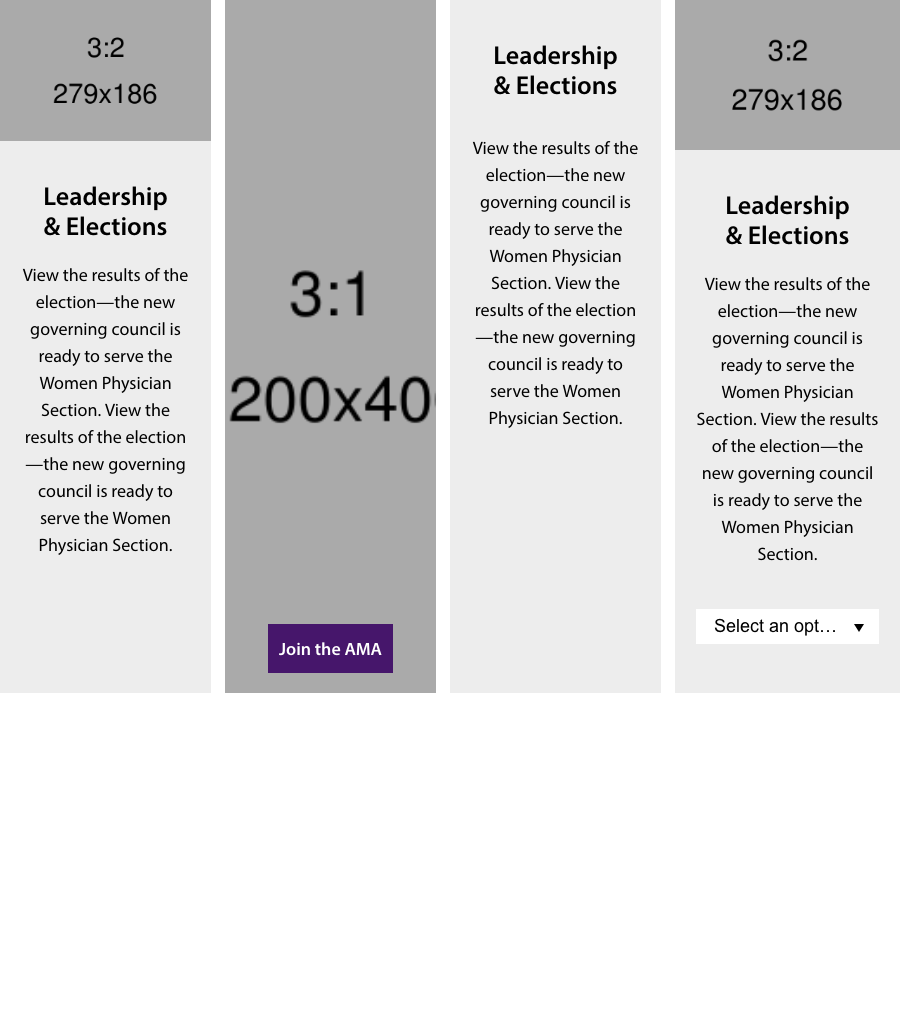 3:2
279x186
Leadership
& Elections
View the results of the
election—the new
governing council is
ready to serve the
Women Physician
Section. View the
results of the election
—the new governing
council is ready to
serve the Women
Physician Section.
3:1
200x40
Join the AMA
Leadership
& Elections
View the results of the
election—the new
governing council is
ready to serve the
Women Physician
Section. View the
results of the election
—the new governing
council is ready to
serve the Women
Physician Section.
3:2
279x186
Leadership
& Elections
View the results of the
election—the new
governing council is
ready to serve the
Women Physician
Section. View the results
of the election—the
new governing council
is ready to serve the
Women Physician
Section.
Select an opt…